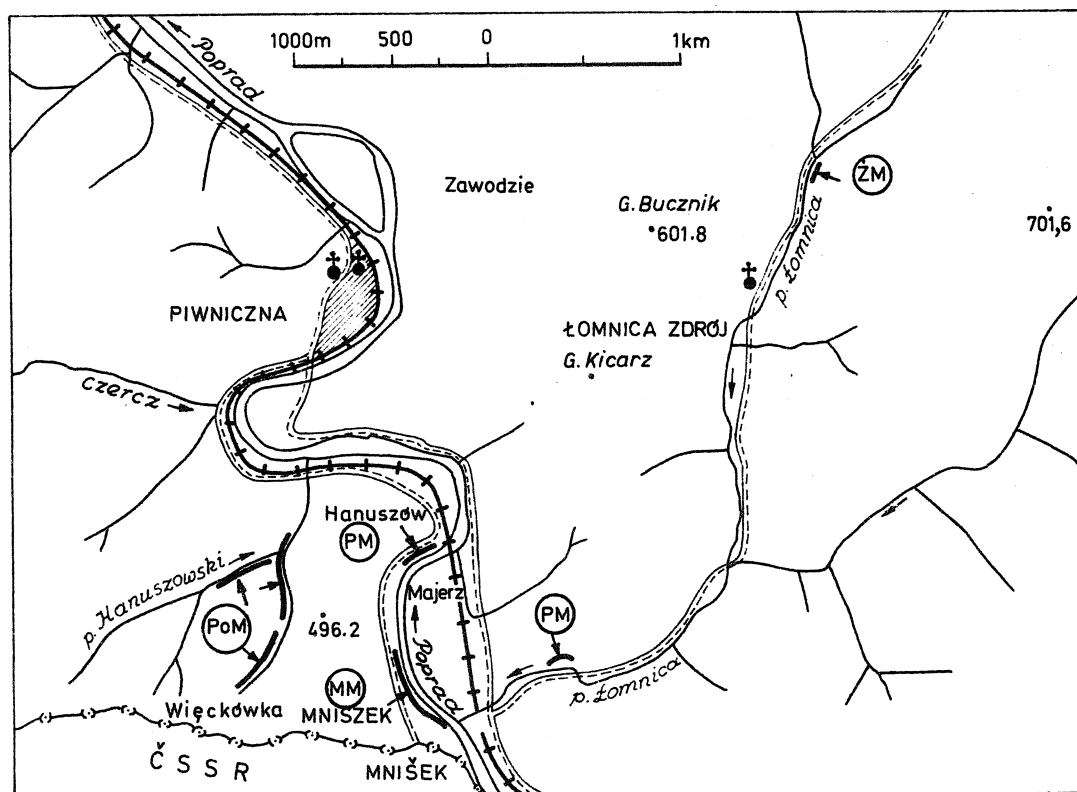 1000m 500 0 1km
Poprad
Zawodzie
ŻM
G. Bucznik
601.8
701,6
p. Łomnica
PIWNICZNA
ŁOMNICA ZDRÓJ
G. Kicarz
czercz
Hanuszów
PM
p. Hanuszowski
Majerz
PoM
496.2
PM
Poprad
MM
p. Łomnica
Więckówka
MNISZEK
ČSSR
MNIŠEK